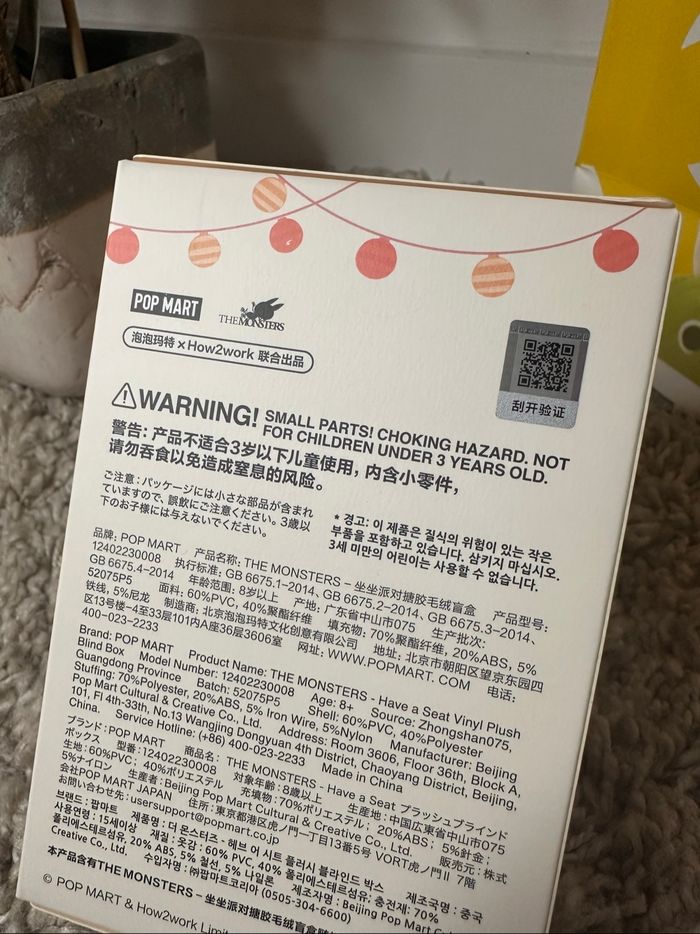 POP MART
THE MONSTERS
泡泡玛特 × How2work 联合出品
刮开验证
WARNING! SMALL PARTS! CHOKING HAZARD. NOT
FOR CHILDREN UNDER 3 YEARS OLD.
警告: 产品不适合3岁以下儿童使用, 内含小零件,
请勿吞食以免造成窒息的风险。
ご注意: パッケージには小さな部品が含まれ
ていますので、誤飲にご注意ください。3歳以
下のお子様には与えないでください。
* 경고: 이 제품은 질식의 위험이 있는 작은
부품을 포함하고 있습니다. 삼키지 마십시오.
3세 미만의 어린이는 사용할 수 없습니다.
品牌: POP MART 产品名称: THE MONSTERS – 坐坐派对搪胶毛绒盲盒 产品型号:
12402230008 执行标准: GB 6675.1–2014、GB 6675.2–2014、GB 6675.3–2014、
GB 6675.4–2014 年龄范围: 8岁以上 产地: 广东省中山市075 生产批次:
52075P5 面料: 60%PVC, 40%聚酯纤维 填充物: 70%聚酯纤维, 20%ABS, 5%
铁线, 5%尼龙 制造商: 北京泡泡玛特文化创意有限公司 地址: 北京市朝阳区望京东园四
区13号楼–4至33层101内A座36层3606室 网址: WWW.POPMART. COM 电话:
400-023-2233
Brand: POP MART Product Name: THE MONSTERS - Have a Seat Vinyl Plush
Blind Box Model Number: 12402230008 Age: 8+ Source: Zhongshan075,
Guangdong Province Batch: 52075P5 Shell: 60%PVC, 40%Polyester
Stuffing: 70%Polyester, 20%ABS, 5% Iron Wire, 5%Nylon Manufacturer: Beijing
Pop Mart Cultural & Creative Co., Ltd. Address: Room 3606, Floor 36th, Block A,
101, Fl 4th-33th, No.13 Wangjing Dongyuan 4th District, Chaoyang District, Beijing,
China, Service Hotline: (+86) 400-023-2233 Made in China
ブランド: POP MART 商品名: THE MONSTERS - Have a Seat プラッシュブラインド
ボックス 型番: 12402230008 対象年齢: 8歳以上 生産地: 中国広東省中山市075
生地: 60%PVC; 40%ポリエステル 充填物: 70%ポリエステル; 20%ABS; 5%針金;
5%ナイロン 生産者: Beijing Pop Mart Cultural & Creative Co., Ltd. 販売元: 株式
会社POP MART JAPAN 住所: 東京都港区虎ノ門一丁目13番5号 VORT虎ノ門II 7階
お問い合わせ先: usersupport@popmart.co.jp
브랜드 : 팝마트 제품명 : 더 몬스터즈 - 헤브 어 시트 플러시 블라인드 박스 제조국명 : 중국
사용연령 : 15세이상 재질 : 옷감 : 60% PVC, 40% 폴리에스테르섬유; 충전재: 70%
폴리에스테르섬유, 20% ABS, 5% 철선, 5% 나일론 제조자명 : Beijing Pop Mart Cultural &
Creative Co., Ltd. 수입자명 : ㈜팝마트코리아 (0505-304-6600)
本产品含有THE MONSTERS – 坐坐派对搪胶毛绒盲盒
© POP MART & How2work